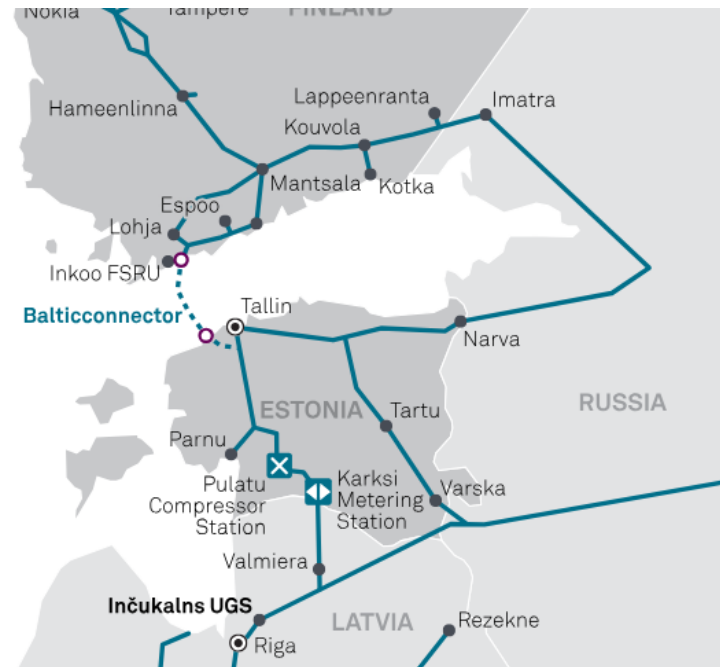 Nokia
Tampere
FINLAND
Hameenlinna
Lappeenranta
Imatra
Kouvola
Mantsala
Kotka
Espoo
Lohja
Inkoo FSRU
Balticconnector
Tallin
Narva
ESTONIA
RUSSIA
Tartu
Parnu
Pulatu
Compressor
Station
Karksi
Metering
Station
Varska
Valmiera
Inčukalns UGS
LATVIA
Rezekne
Riga